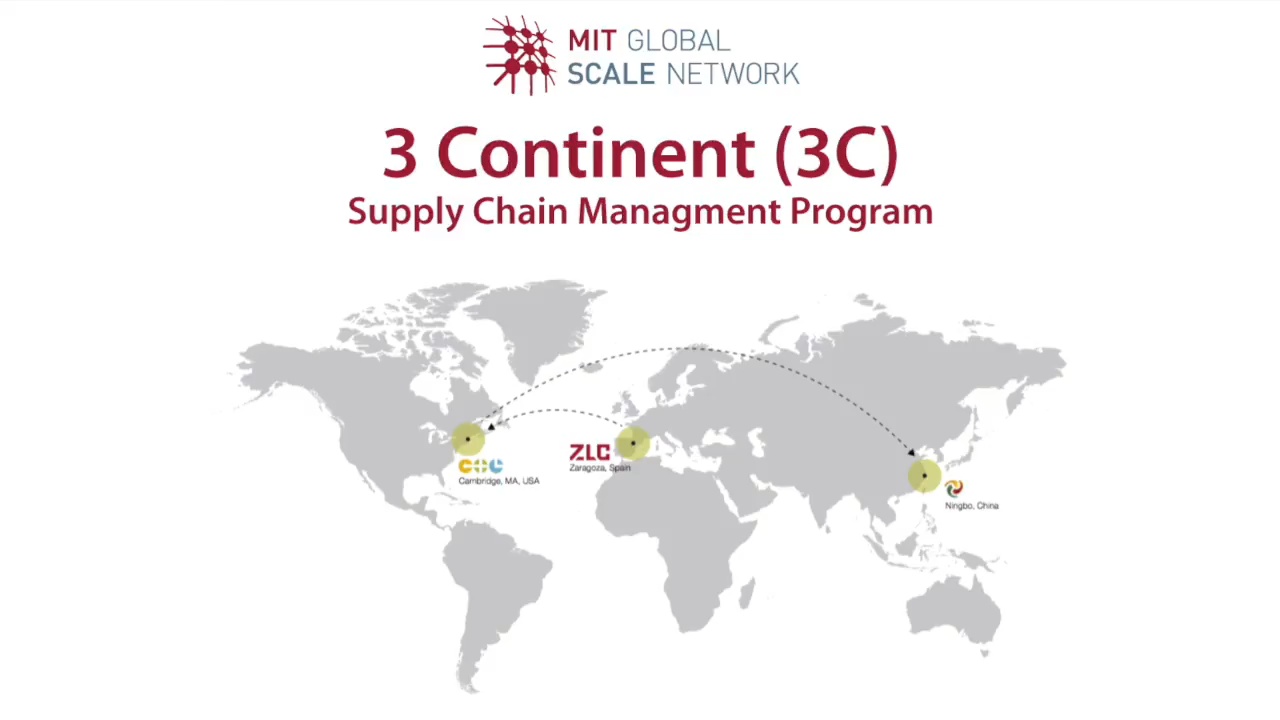 MIT GLOBAL
SCALE NETWORK
3 Continent (3C)
Supply Chain Managment Program
ZLC
Zaragoza, Spain
CTL
Cambridge, MA, USA
Ningbo, China